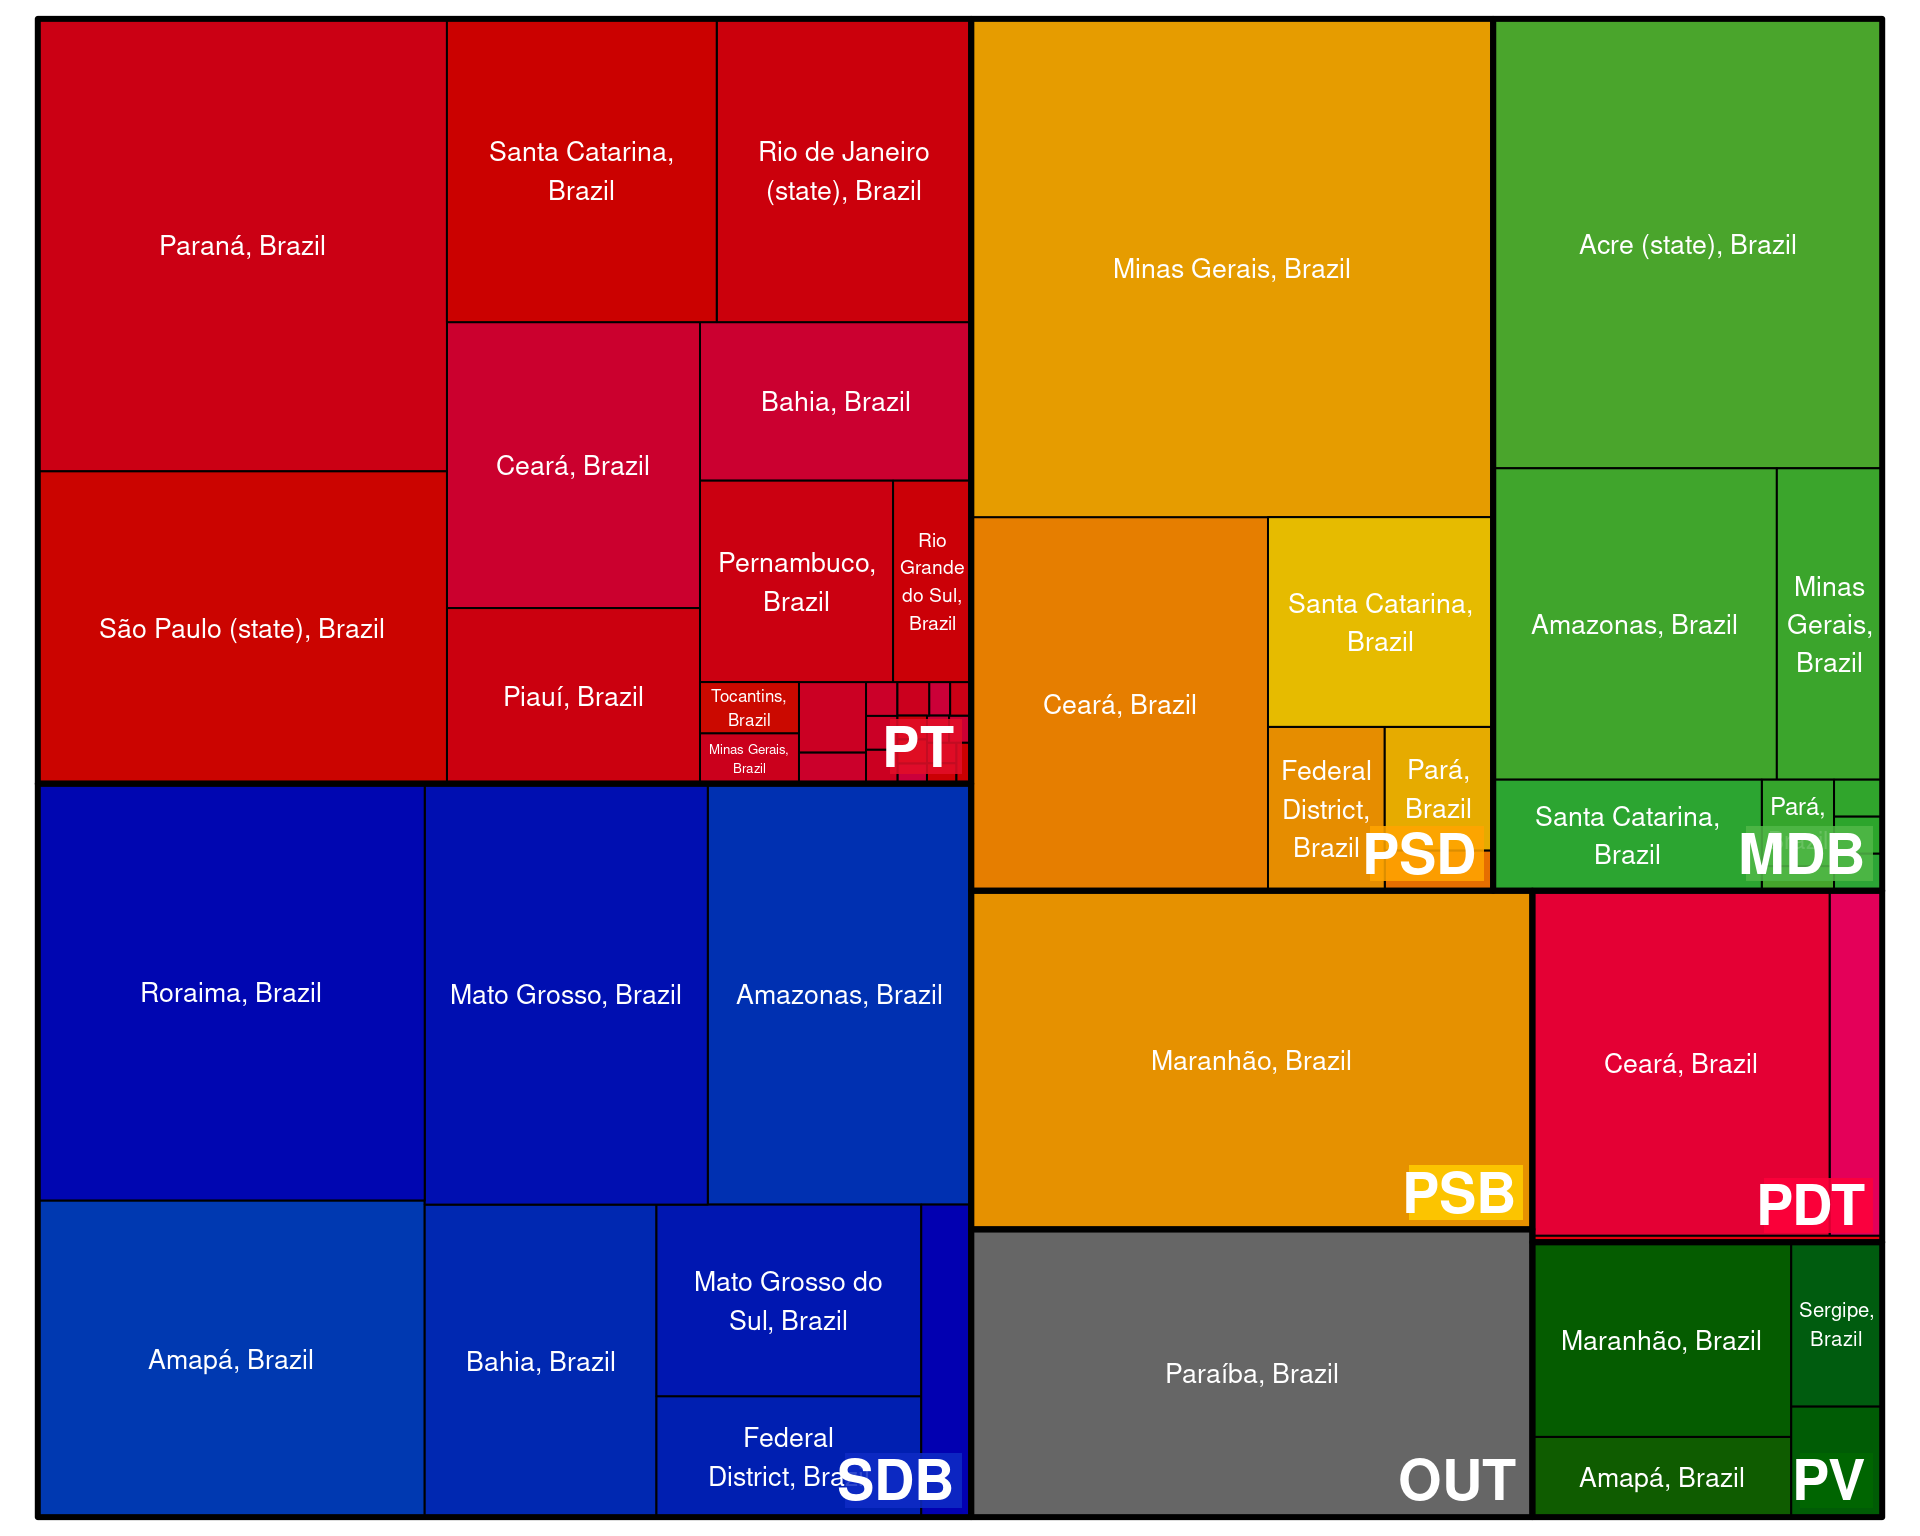 Paraná, Brazil
Santa Catarina,
Brazil
Rio de Janeiro
(state), Brazil
São Paulo (state), Brazil
Ceará, Brazil
Bahia, Brazil
Piauí, Brazil
Pernambuco,
Brazil
Rio
Grande
do Sul,
Brazil
Tocantins,
Brazil
Minas Gerais,
Brazil
PT
Minas Gerais, Brazil
Ceará, Brazil
Santa Catarina,
Brazil
Federal
District,
Brazil
Pará,
Brazil
PSD
Acre (state), Brazil
Amazonas, Brazil
Minas
Gerais,
Brazil
Santa Catarina,
Brazil
Pará,
MDB
Roraima, Brazil
Mato Grosso, Brazil
Amazonas, Brazil
Amapá, Brazil
Bahia, Brazil
Mato Grosso do
Sul, Brazil
Federal
District,
SDB
Maranhão, Brazil
PSB
Ceará, Brazil
PDT
Paraíba, Brazil
OUT
Maranhão, Brazil
Sergipe,
Brazil
Amapá, Brazil
PV